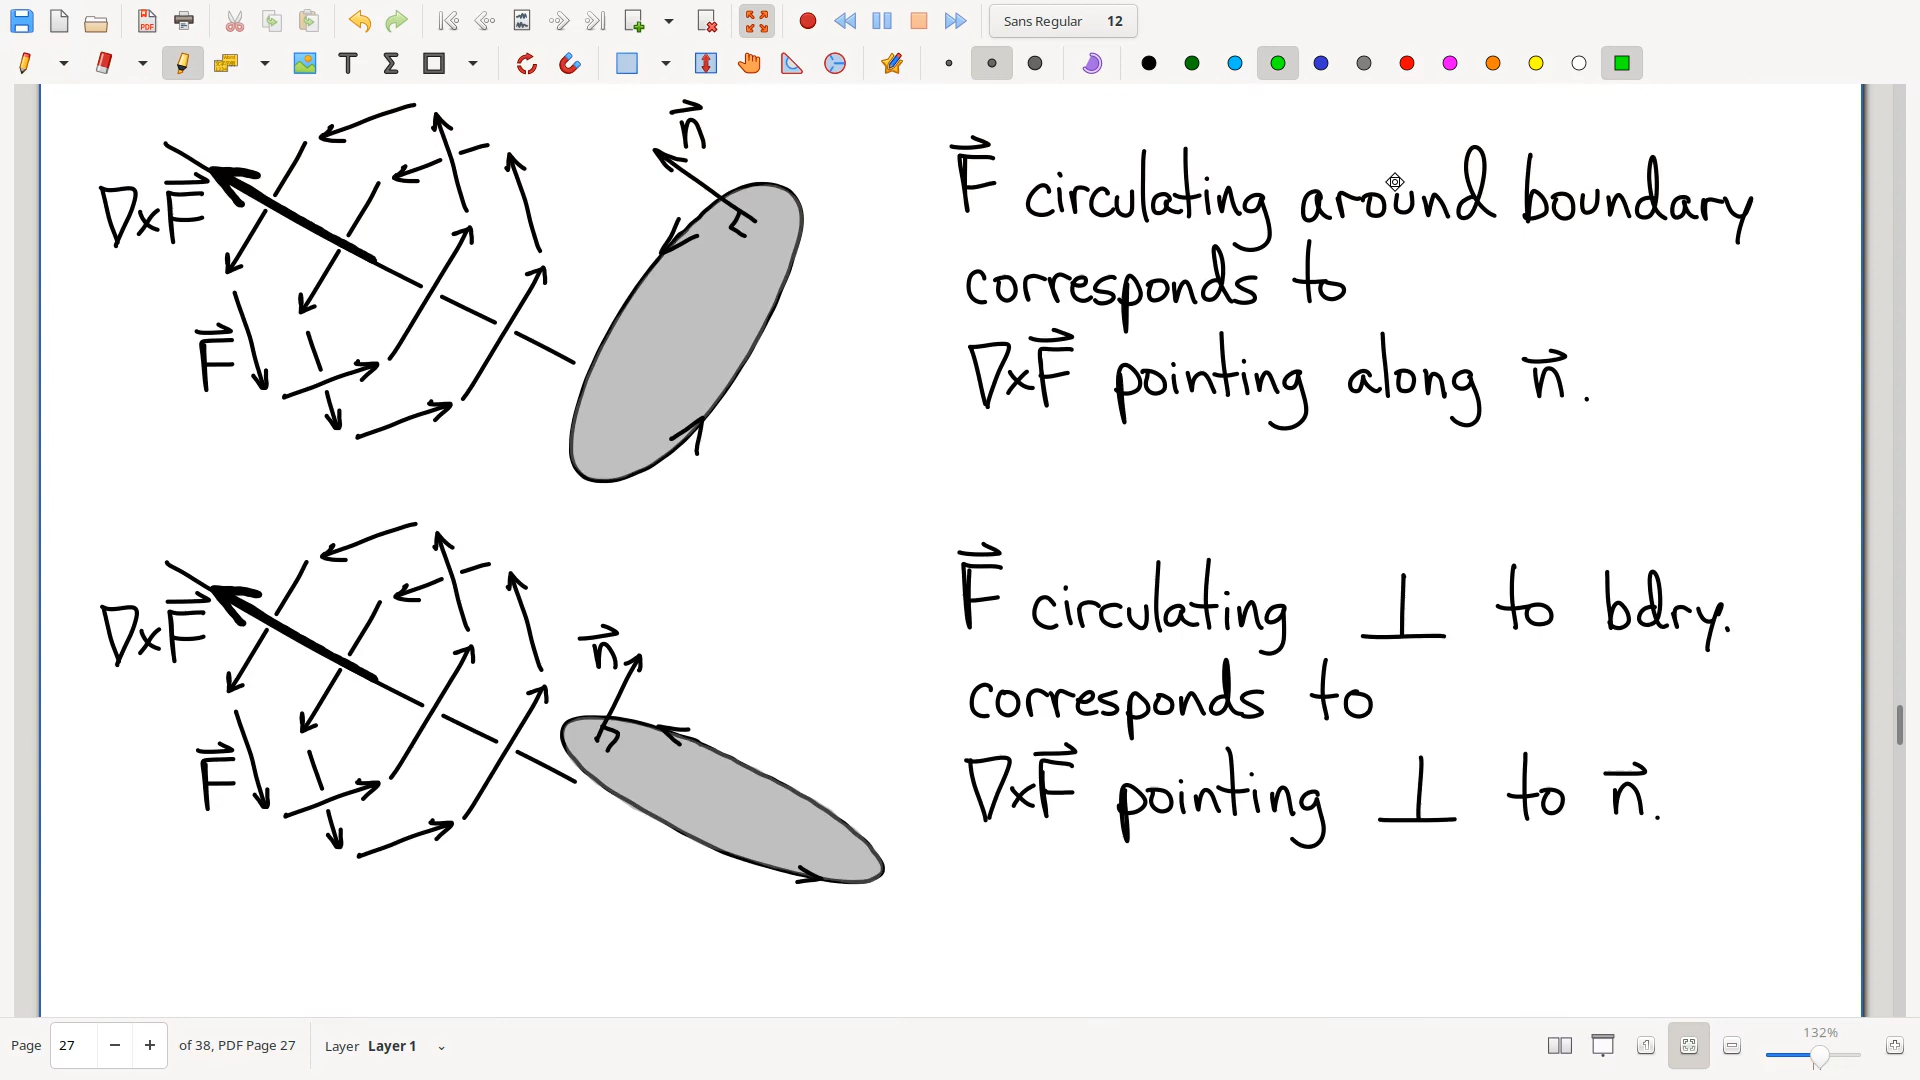 Sans Regular 12
n⃗
∇×F⃗
F⃗
F⃗ circulating around boundary
corresponds to
∇×F⃗ pointing along n⃗.
∇×F⃗
n⃗
F⃗
F⃗ circulating ⊥ to bdry.
corresponds to
∇×F⃗ pointing ⊥ to n⃗.
Page 27 of 38, PDF Page 27 Layer Layer 1 132%